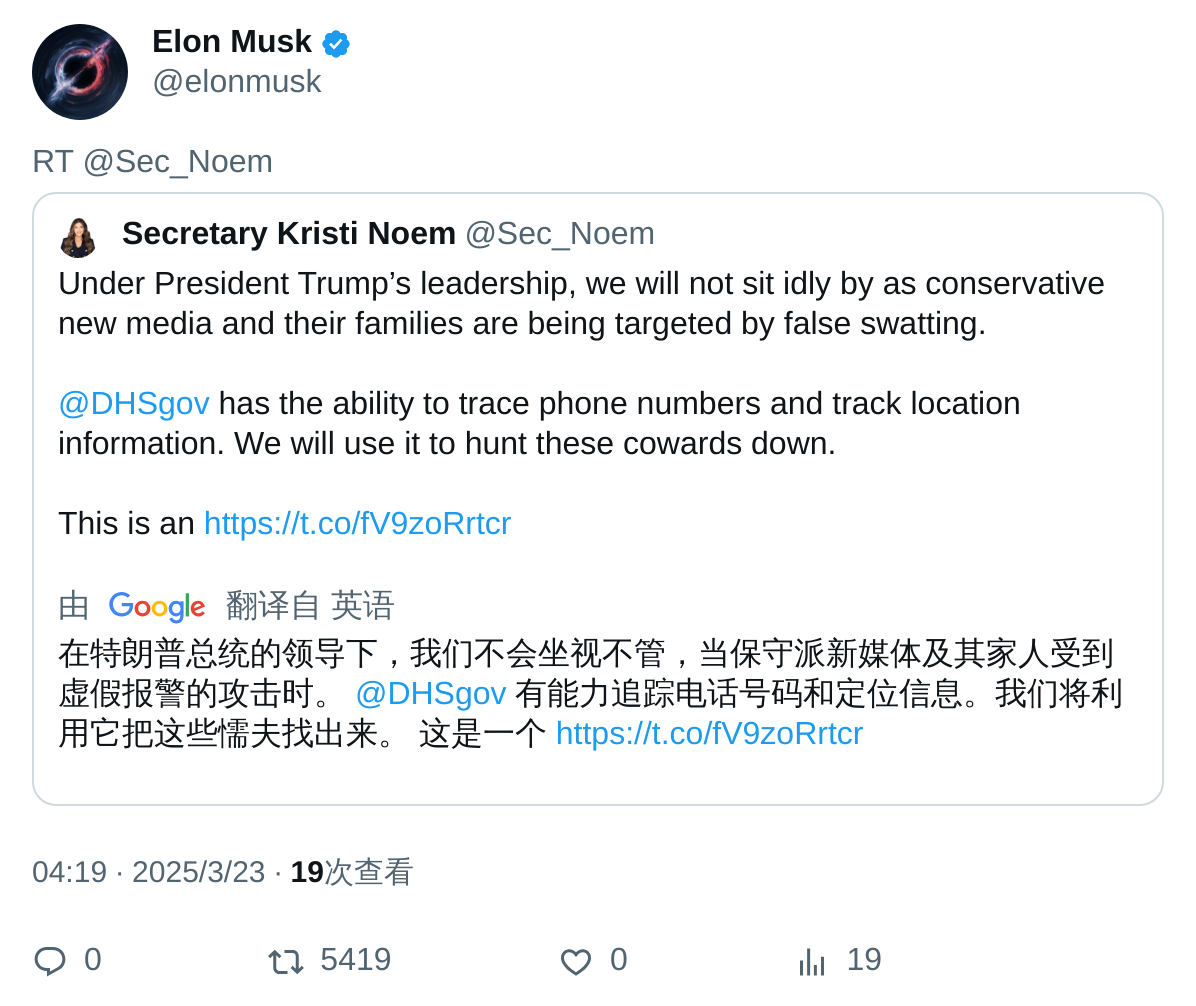 Elon Musk
@elonmusk
RT @Sec_Noem
Secretary Kristi Noem @Sec_Noem
Under President Trump’s leadership, we will not sit idly by as conservative
new media and their families are being targeted by false swatting.
@DHSgov has the ability to trace phone numbers and track location
information. We will use it to hunt these cowards down.
This is an https://t.co/fV9zoRrtcr
由 Google 翻译自 英语
在特朗普总统的领导下，我们不会坐视不管，当保守派新媒体及其家人受到
虚假报警的攻击时。 @DHSgov 有能力追踪电话号码和定位信息。我们将利
用它把这些懦夫找出来。 这是一个 https://t.co/fV9zoRrtcr
04:19 · 2025/3/23 · 19次查看
0 5419 0 19